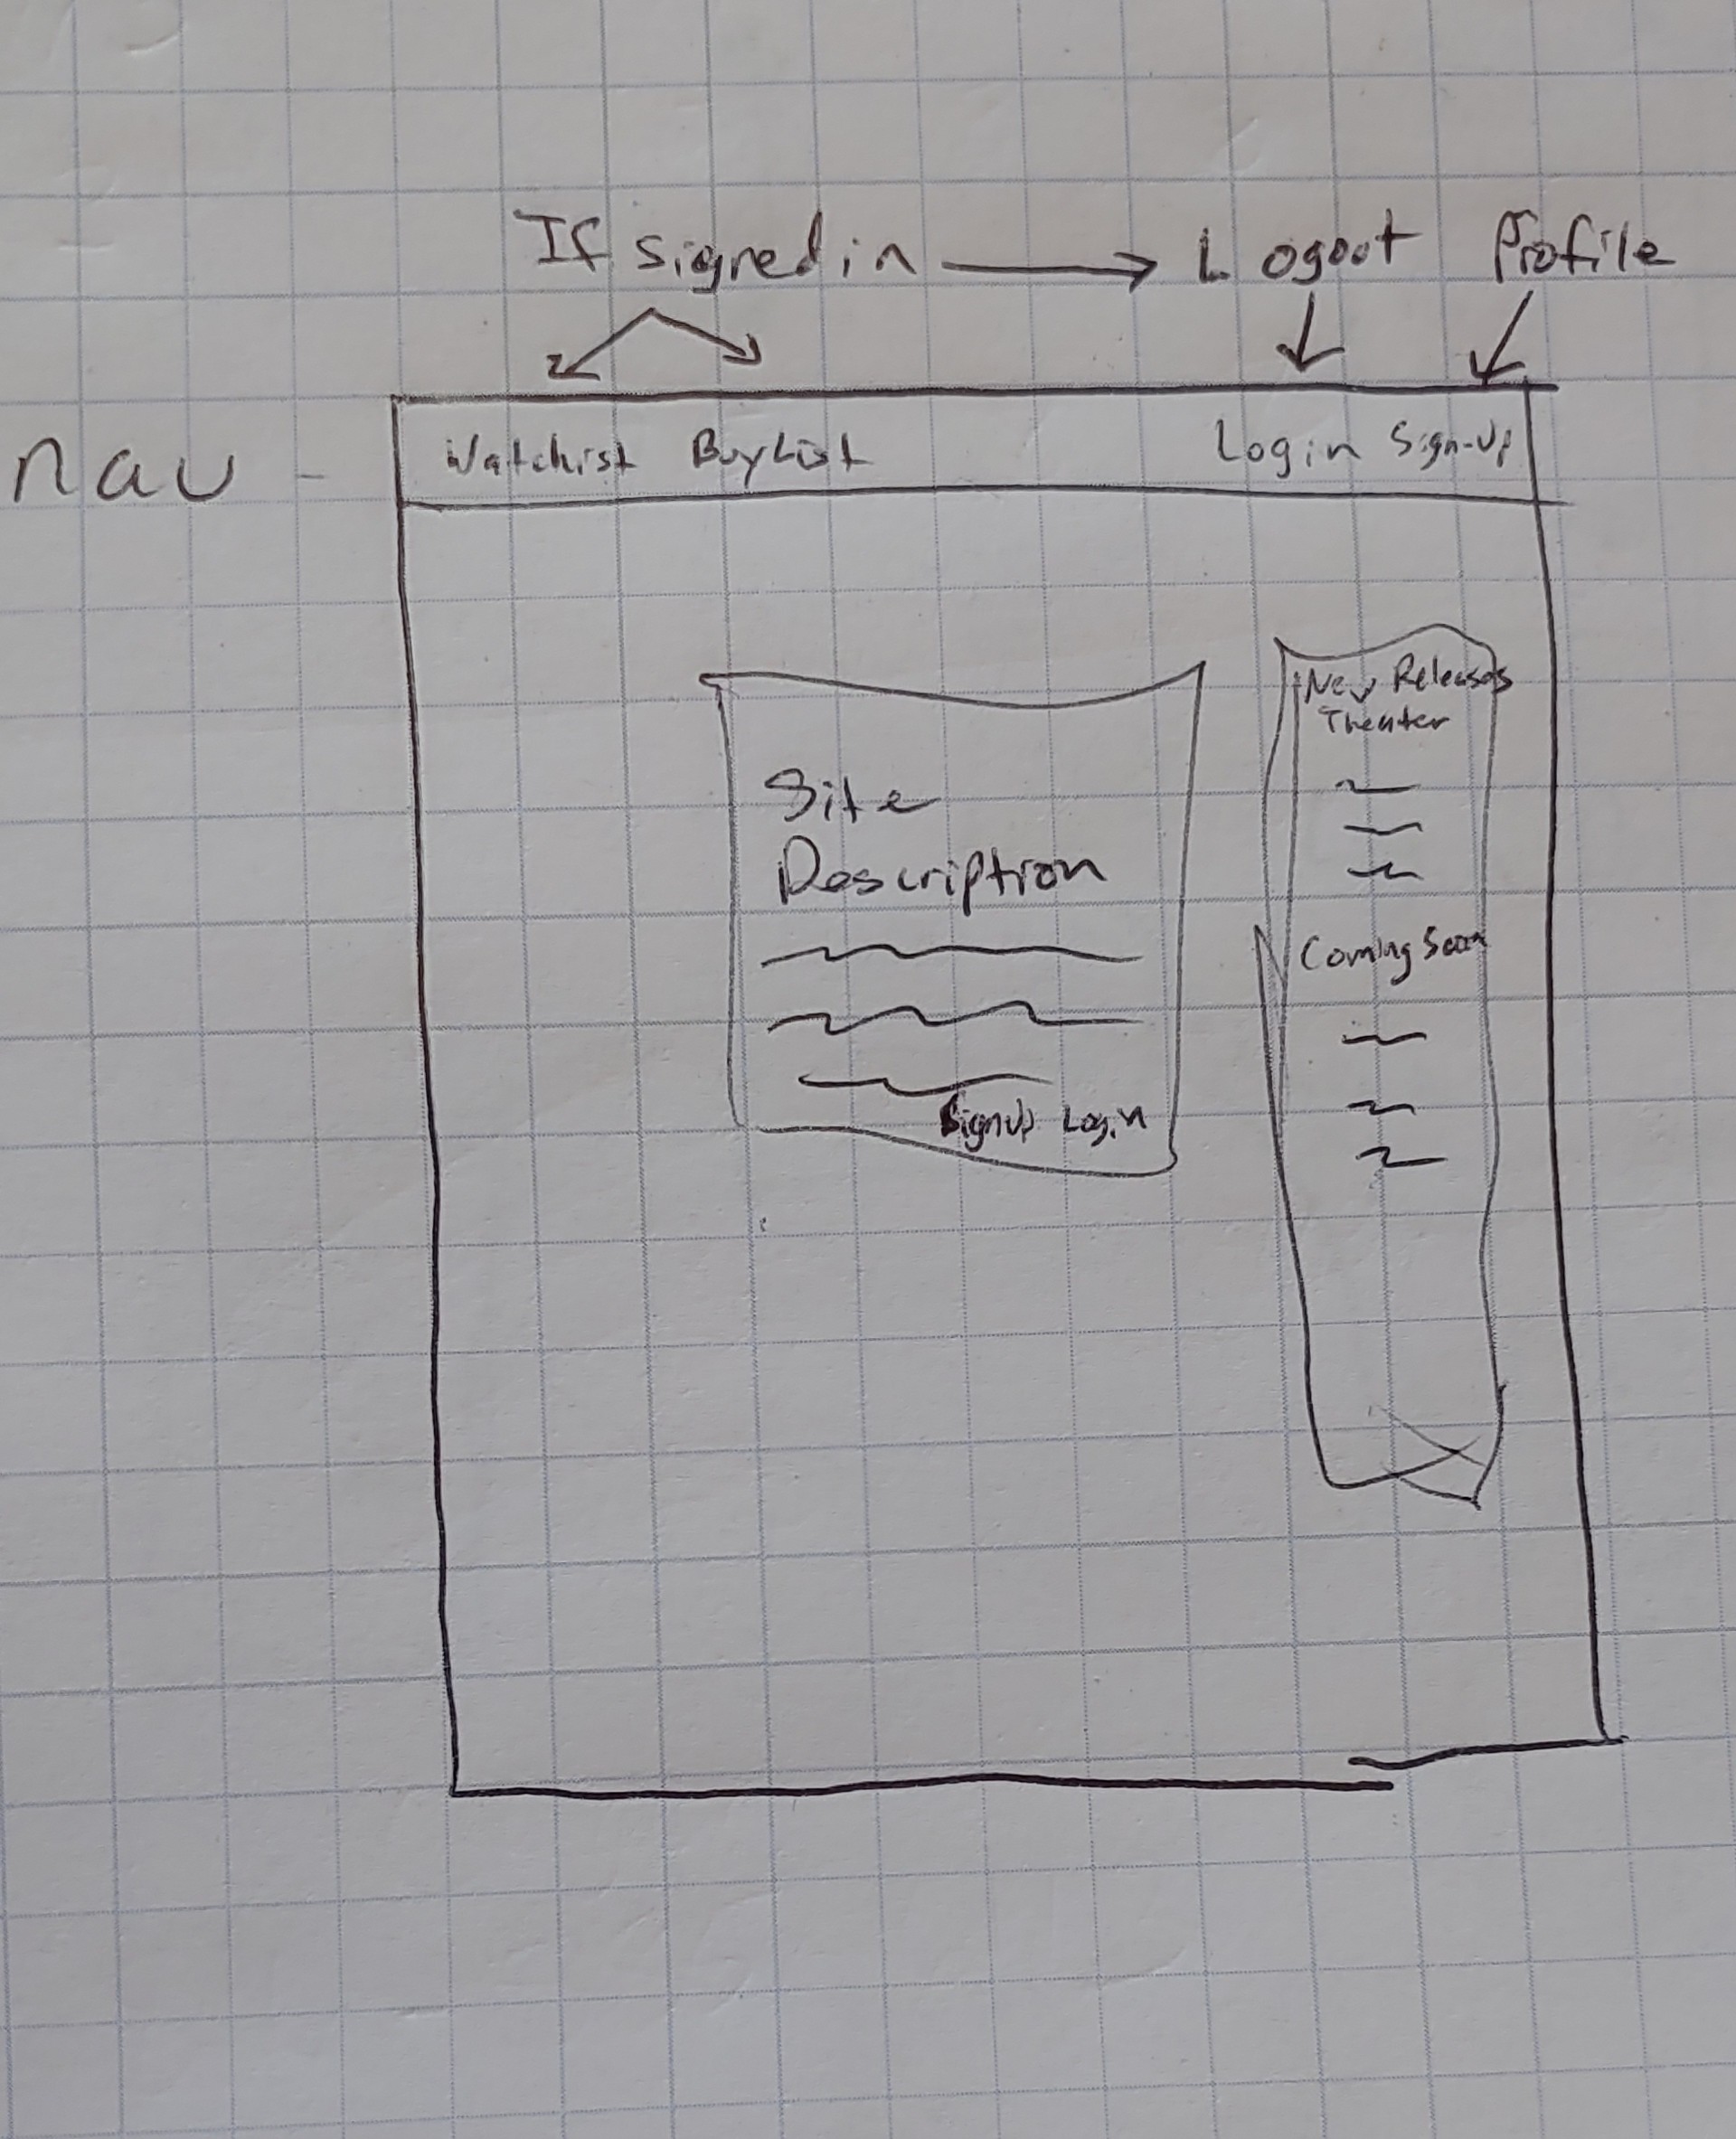 If signed in Logout Profile
nav - Watchlist BuyList Login Sign-Up
New Releases
Theater
Site
Description
Coming Soon
Signup Login